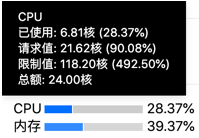 CPU
已使用: 6.81核 (28.37%)
请求值: 21.62核 (90.08%)
限制值: 118.20核 (492.50%)
总额: 24.00核
CPU 28.37%
内存 39.37%